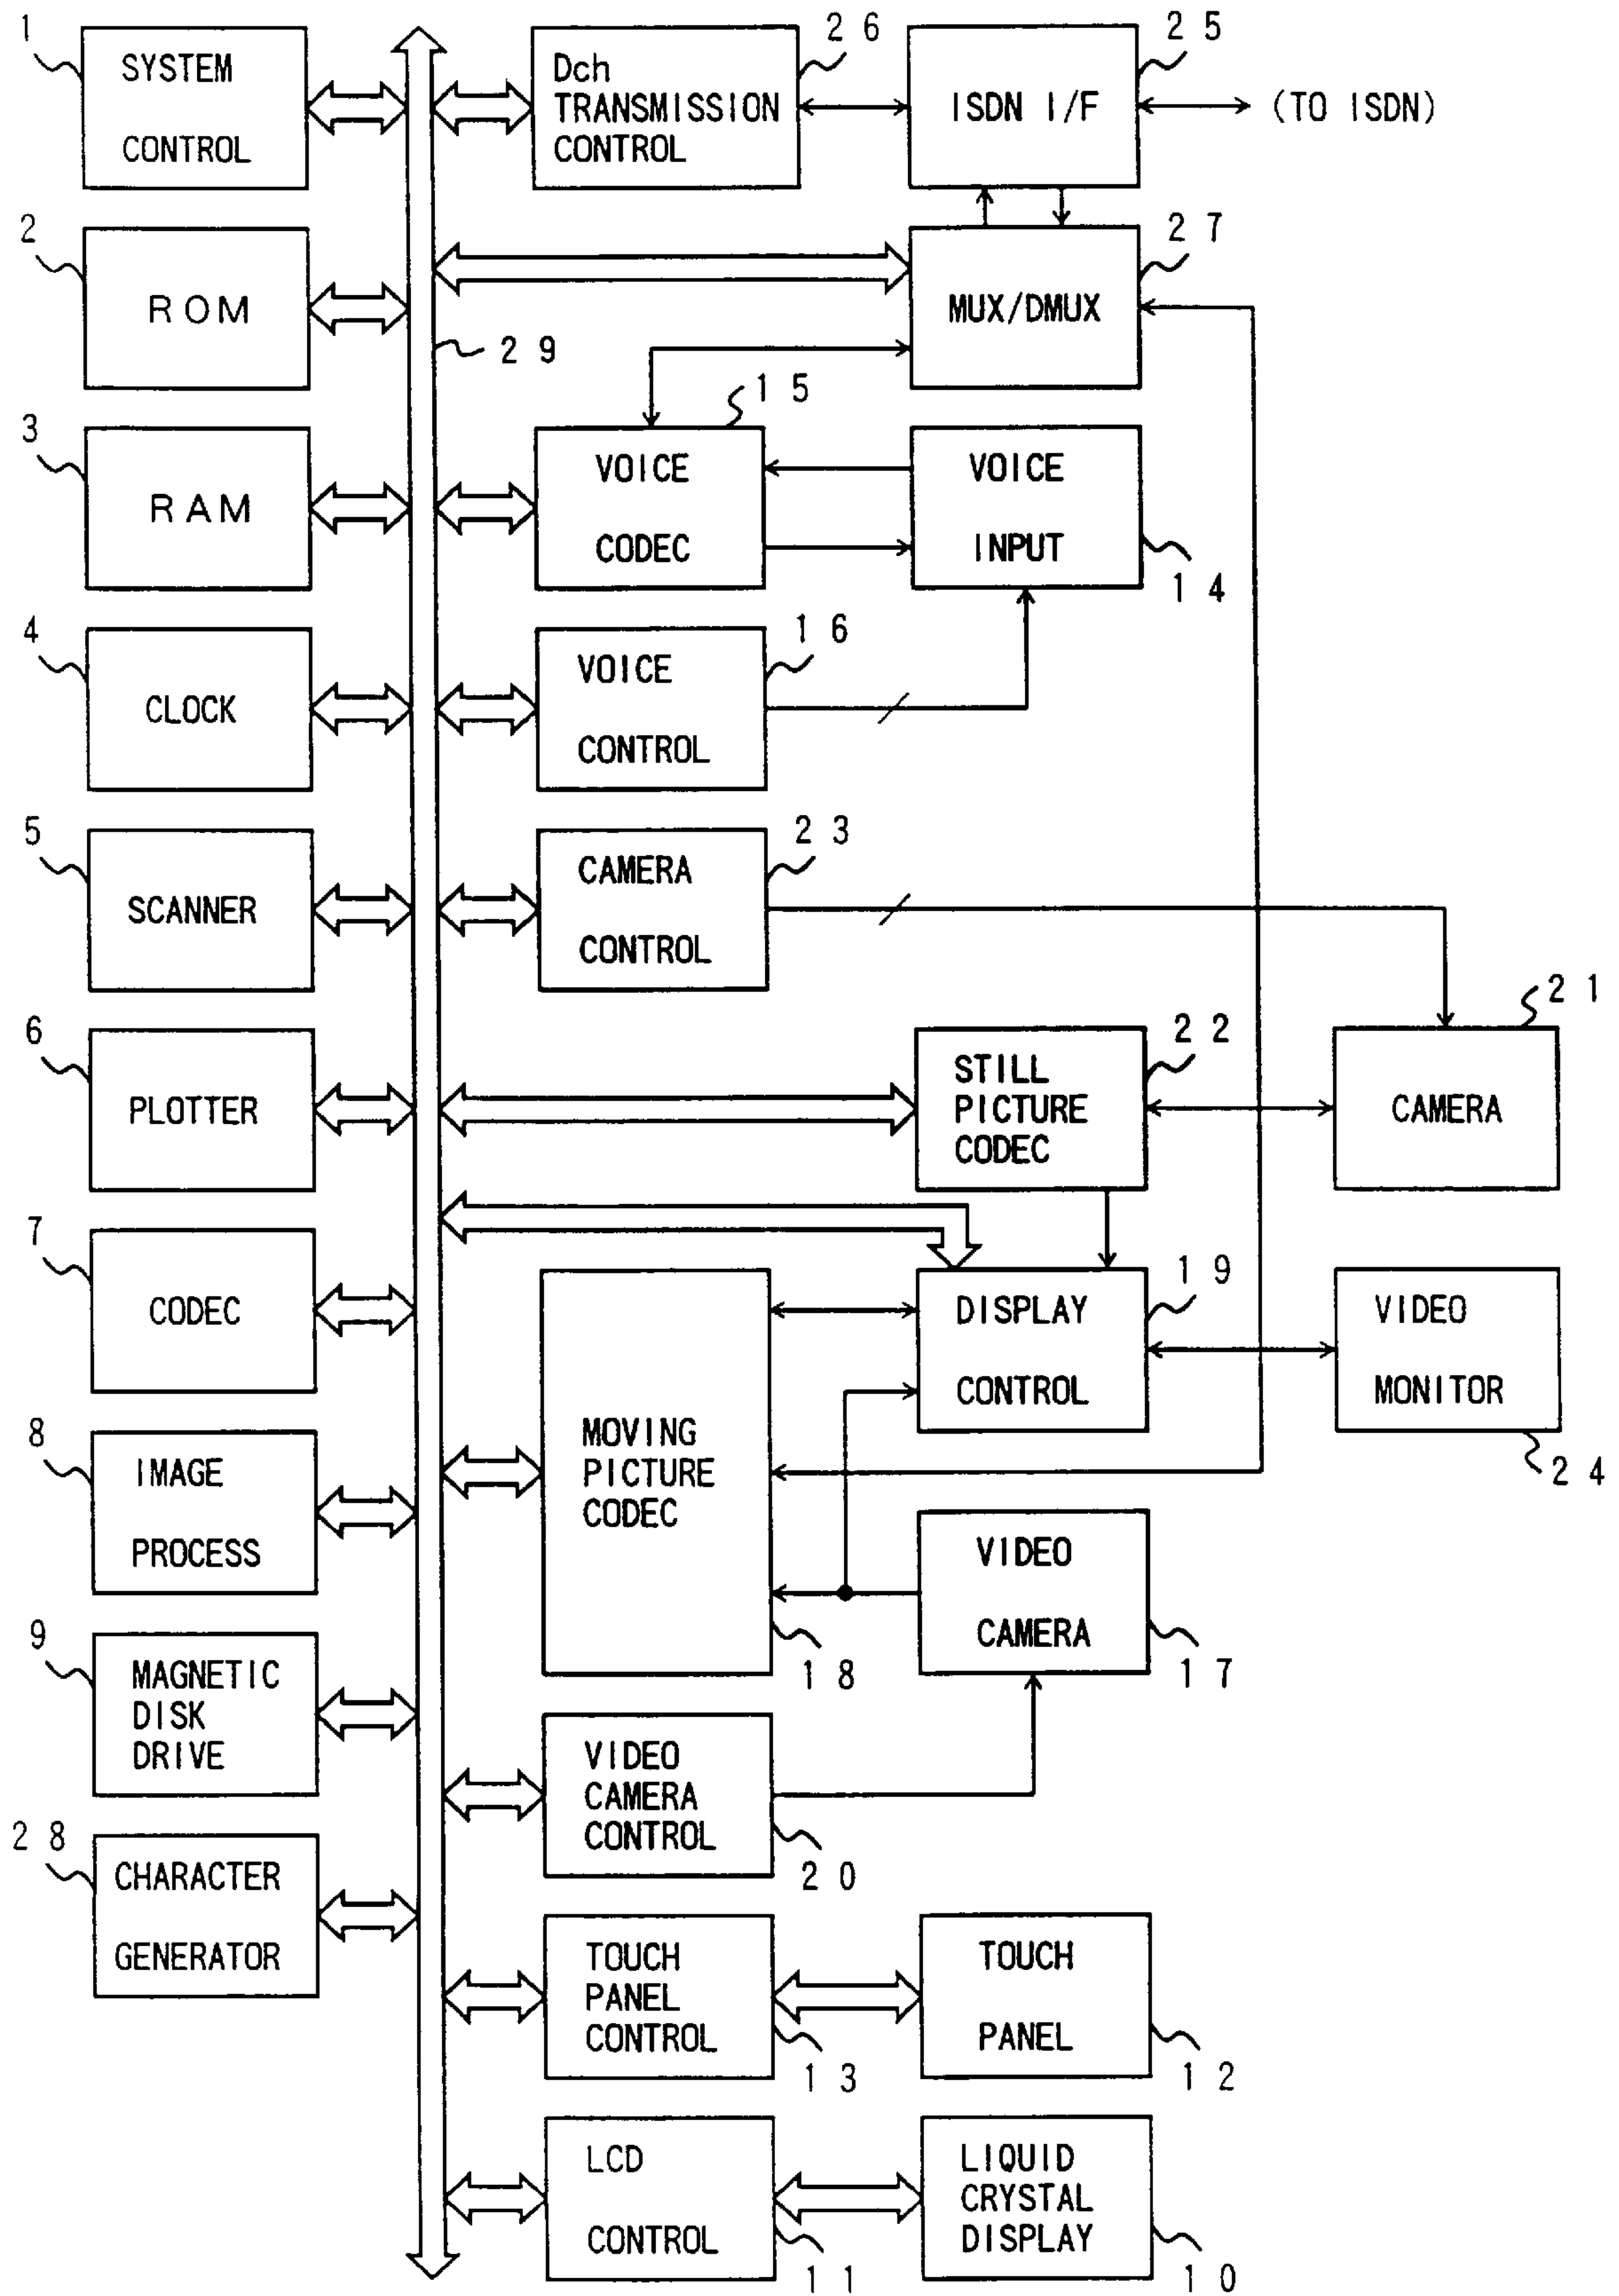 1
SYSTEM
CONTROL
2 6
Dch
TRANSMISSION
CONTROL
2 5
ISDN I/F
(TO ISDN)
2
ROM
2 7
MUX/DMUX
2 9
3
RAM
1 5
VOICE
CODEC
VOICE
INPUT
1 4
4
CLOCK
1 6
VOICE
CONTROL
5
SCANNER
2 3
CAMERA
CONTROL
6
PLOTTER
2 2
STILL
PICTURE
CODEC
2 1
CAMERA
7
CODEC
1 9
DISPLAY
CONTROL
VIDEO
MONITOR
2 4
8
IMAGE
PROCESS
MOVING
PICTURE
CODEC
1 8
VIDEO
CAMERA
1 7
9
MAGNETIC
DISK
DRIVE
VIDEO
CAMERA
CONTROL
2 0
2 8
CHARACTER
GENERATOR
TOUCH
PANEL
CONTROL
1 3
TOUCH
PANEL
1 2
LCD
CONTROL
1 1
LIQUID
CRYSTAL
DISPLAY
1 0